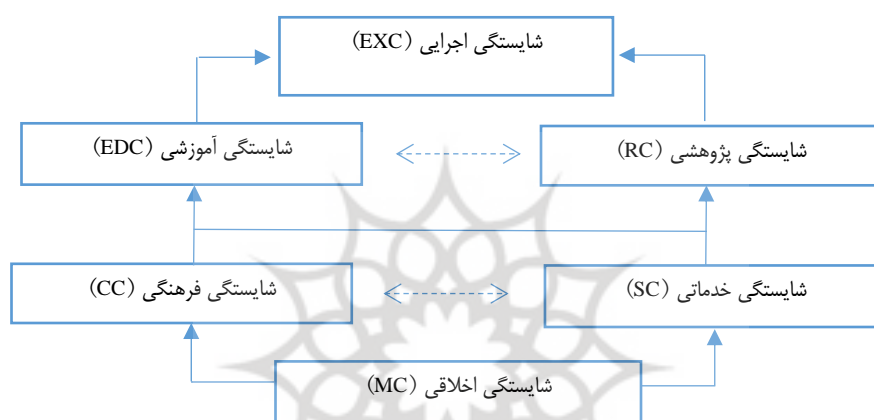 شایستگی اجرایی (EXC)
شایستگی پژوهشی (RC)
شایستگی آموزشی (EDC)
شایستگی خدماتی (SC)
شایستگی فرهنگی (CC)
شایستگی اخلاقی (MC)